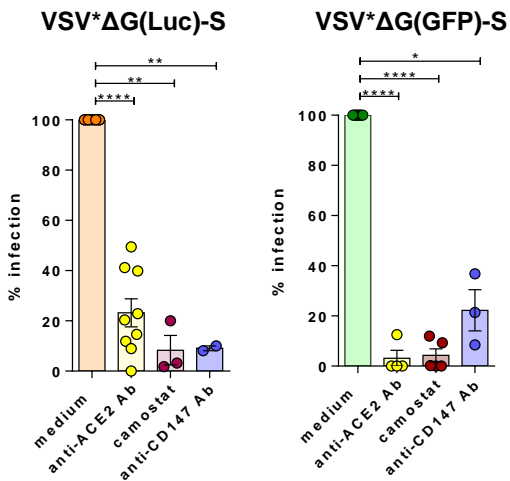 VSV*ΔG(Luc)-S
**
**
****
% infection
100
80
60
40
20
0
medium
anti-ACE2 Ab
camostat
anti-CD147 Ab
VSV*ΔG(GFP)-S
*
****
****
% infection
100
80
60
40
20
0
medium
anti-ACE2 Ab
camostat
anti-CD147 Ab